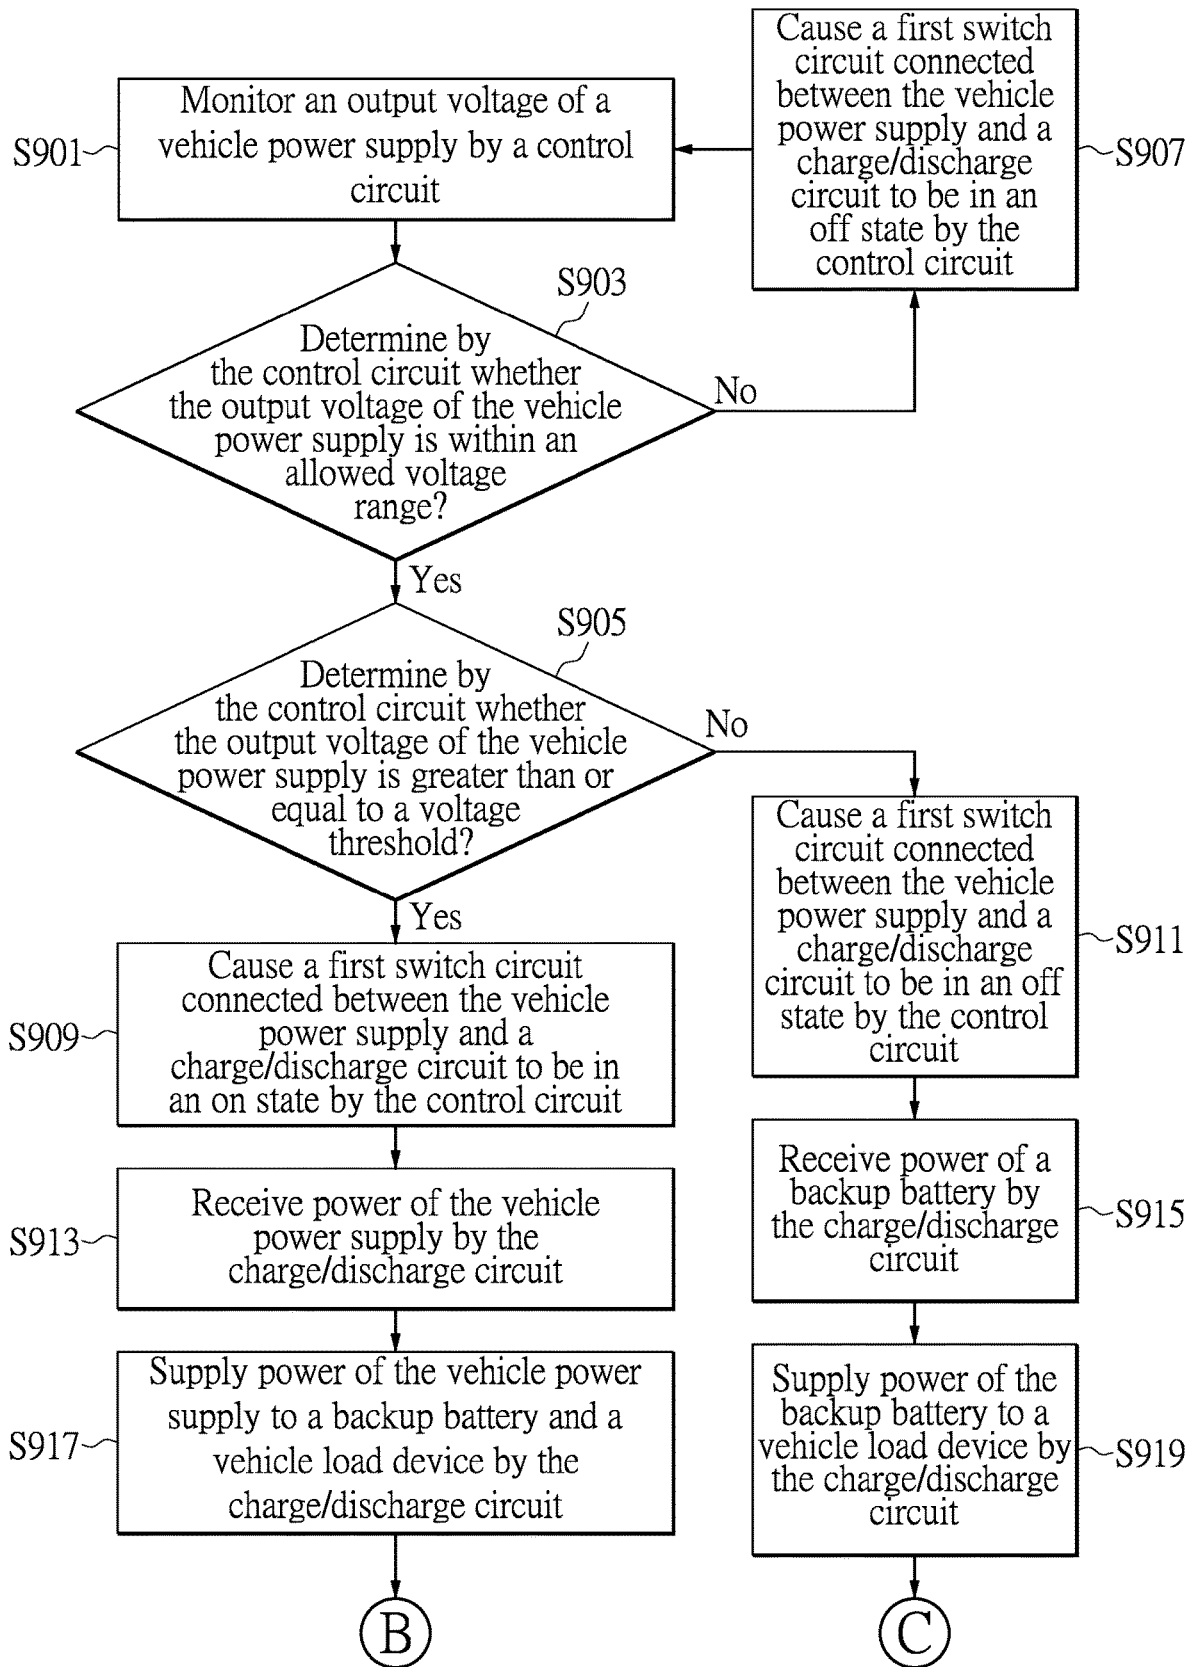 Monitor an output voltage of a
vehicle power supply by a control
circuit
S901
Cause a first switch
circuit connected
between the vehicle
power supply and a
charge/discharge
circuit to be in an
off state by the
control circuit
S907
S903
Determine by
the control circuit whether
the output voltage of the vehicle
power supply is within an
allowed voltage
range?
No
Yes
S905
Determine by
the control circuit whether
the output voltage of the vehicle
power supply is greater than or
equal to a voltage
threshold?
No
Yes
Cause a first switch circuit
connected between the vehicle
power supply and a
charge/discharge circuit to be in
an on state by the control circuit
S909
Cause a first switch
circuit connected
between the vehicle
power supply and a
charge/discharge
circuit to be in an off
state by the control
circuit
S911
Receive power of the vehicle
power supply by the
charge/discharge circuit
S913
Receive power of a
backup battery by
the charge/discharge
circuit
S915
Supply power of the vehicle power
supply to a backup battery and a
vehicle load device by the
charge/discharge circuit
S917
Supply power of the
backup battery to a
vehicle load device by
the charge/discharge
circuit
S919
B
C